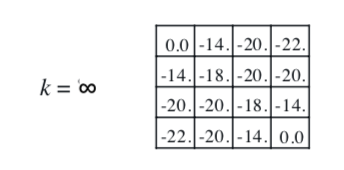 0.0 -14. -20. -22.
-14. -18. -20. -20.
k = ∞
-20. -20. -18. -14.
-22. -20. -14. 0.0